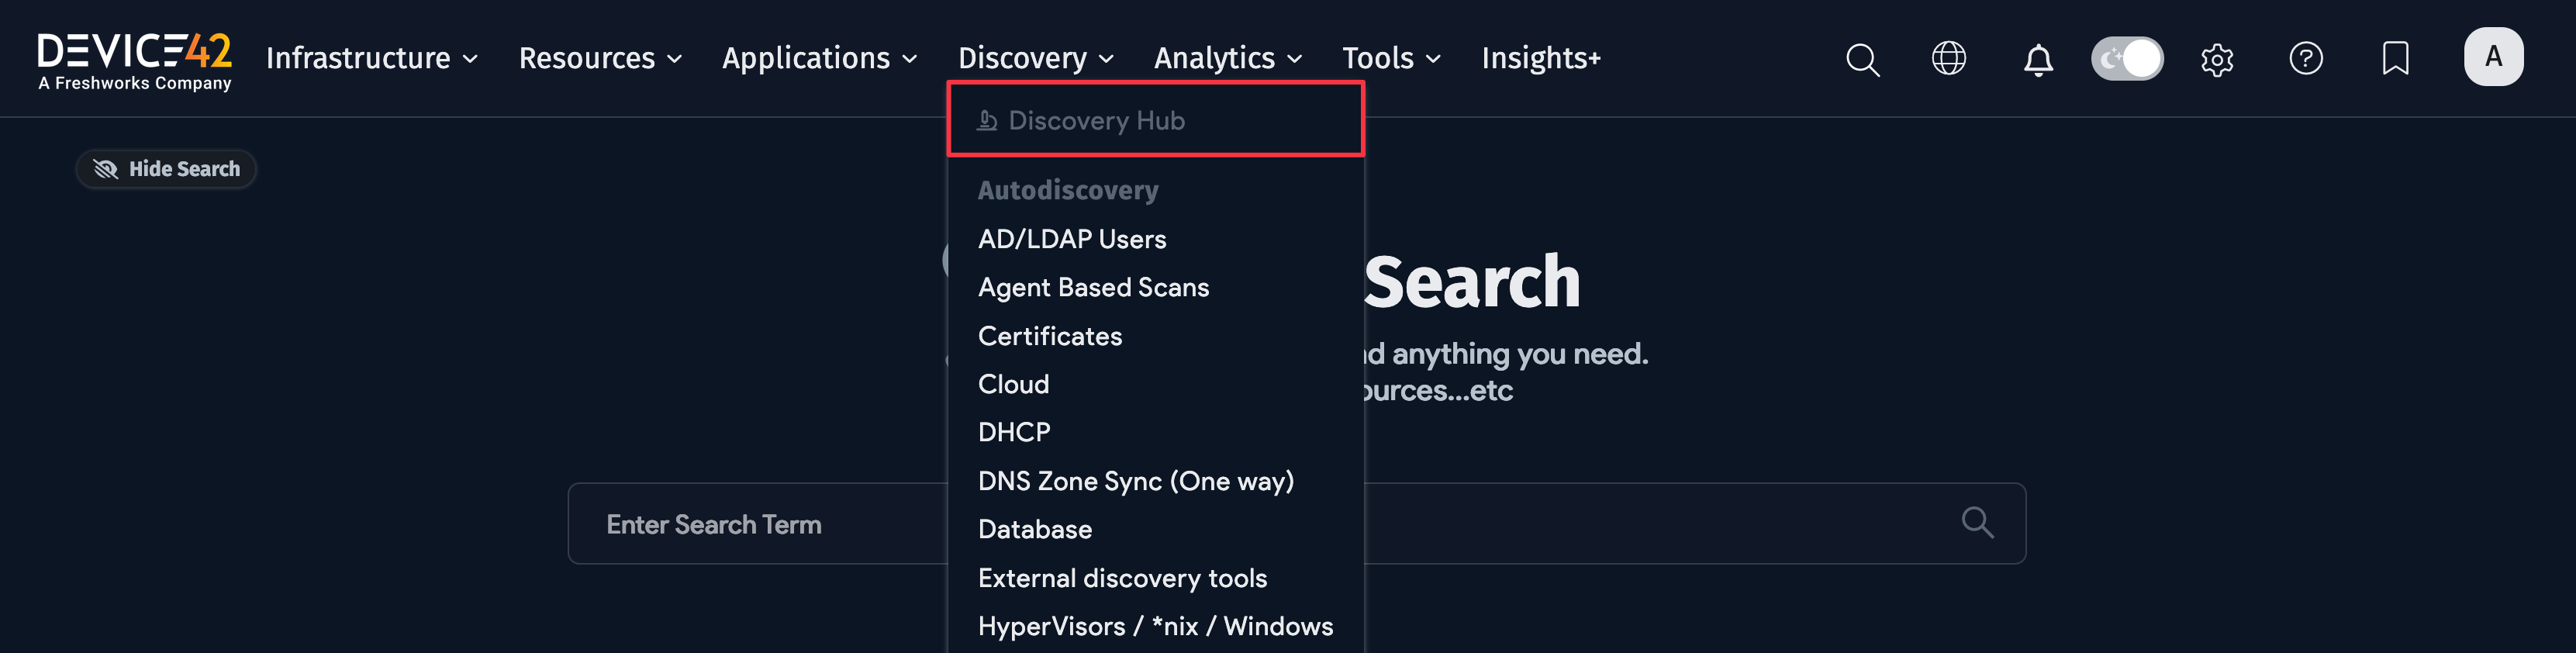 DEVICE42
A Freshworks Company
Infrastructure Resources Applications Discovery Analytics Tools Insights+
A
Hide Search
Discovery Hub
Autodiscovery
AD/LDAP Users
Agent Based Scans
Certificates
Cloud
DHCP
DNS Zone Sync (One way)
Database
External discovery tools
HyperVisors / *nix / Windows
Search
anything you need.
...etc
Enter Search Term